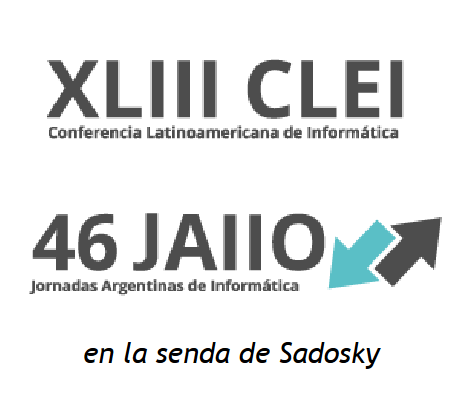 XLIII CLEI
Conferencia Latinoamericana de Informática
46 JAIIO
Jornadas Argentinas de Informática
en la senda de Sadosky